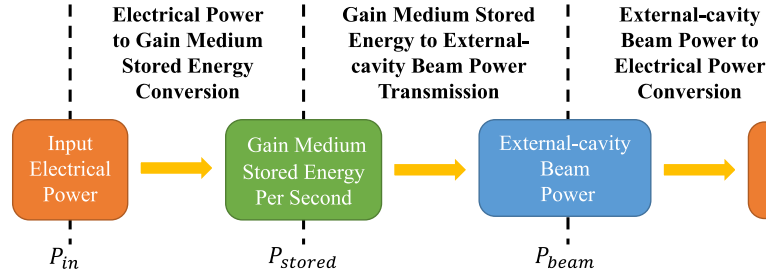 Electrical Power
to Gain Medium
Stored Energy
Conversion
Gain Medium Stored
Energy to External-
cavity Beam Power
Transmission
External-cavity
Beam Power to
Electrical Power
Conversion
Input
Electrical
Power
Gain Medium
Stored Energy
Per Second
External-cavity
Beam
Power
P_in
P_stored
P_beam